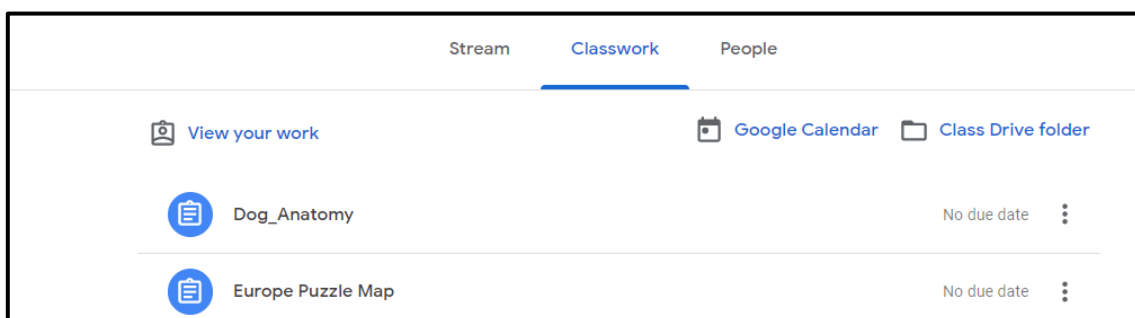 Stream Classwork People
View your work Google Calendar Class Drive folder
Dog_Anatomy No due date
Europe Puzzle Map No due date